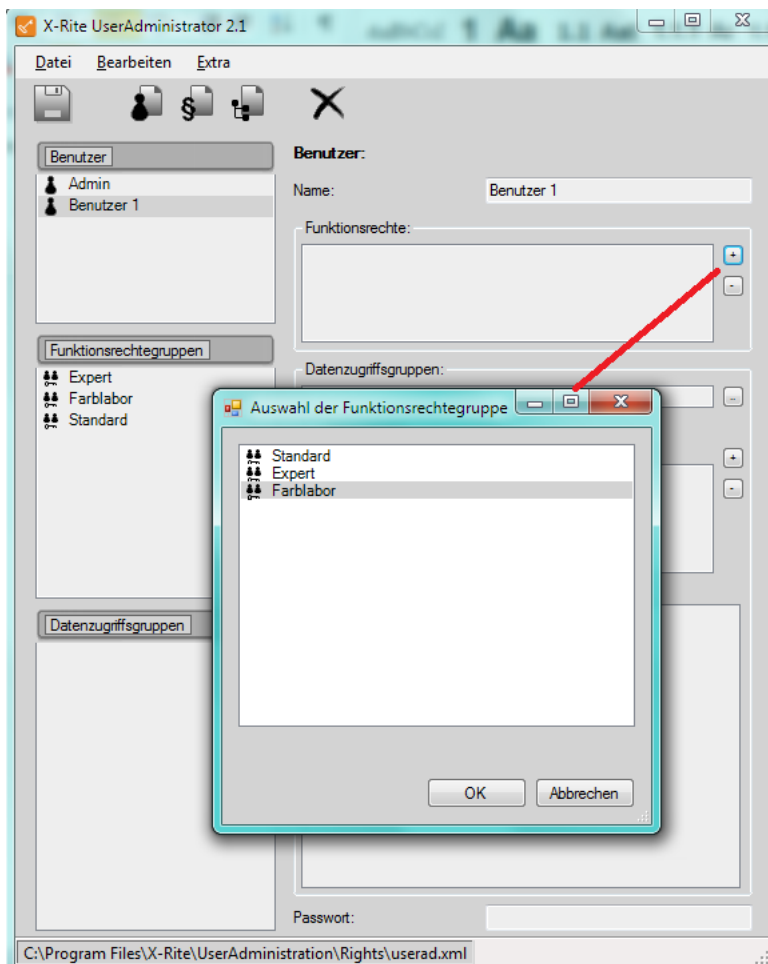 X-Rite UserAdministrator 2.1
Datei Bearbeiten Extra
§
Benutzer
Admin
Benutzer 1
Funktionsrechtegruppen
Expert
Farblabor
Standard
Datenzugriffsgruppen
Benutzer:
Name: Benutzer 1
Funktionsrechte:
+
-
Datenzugriffsgruppen:
...
+
-
Auswahl der Funktionsrechtegruppe
Standard
Expert
Farblabor
OK Abbrechen
Passwort:
C:\Program Files\X-Rite\UserAdministration\Rights\userad.xml